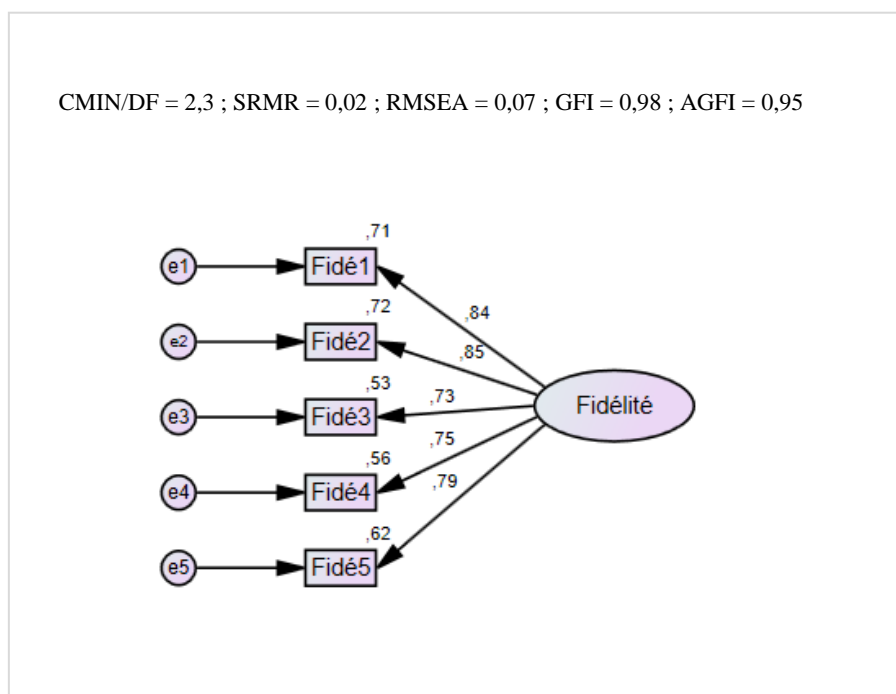 CMIN/DF = 2,3 ; SRMR = 0,02 ; RMSEA = 0,07 ; GFI = 0,98 ; AGFI = 0,95
,71
e1 Fidé1
,84
,72
e2 Fidé2
,85
,53
e3 Fidé3
,73
Fidélité
,56
e4 Fidé4
,75
,62
e5 Fidé5
,79